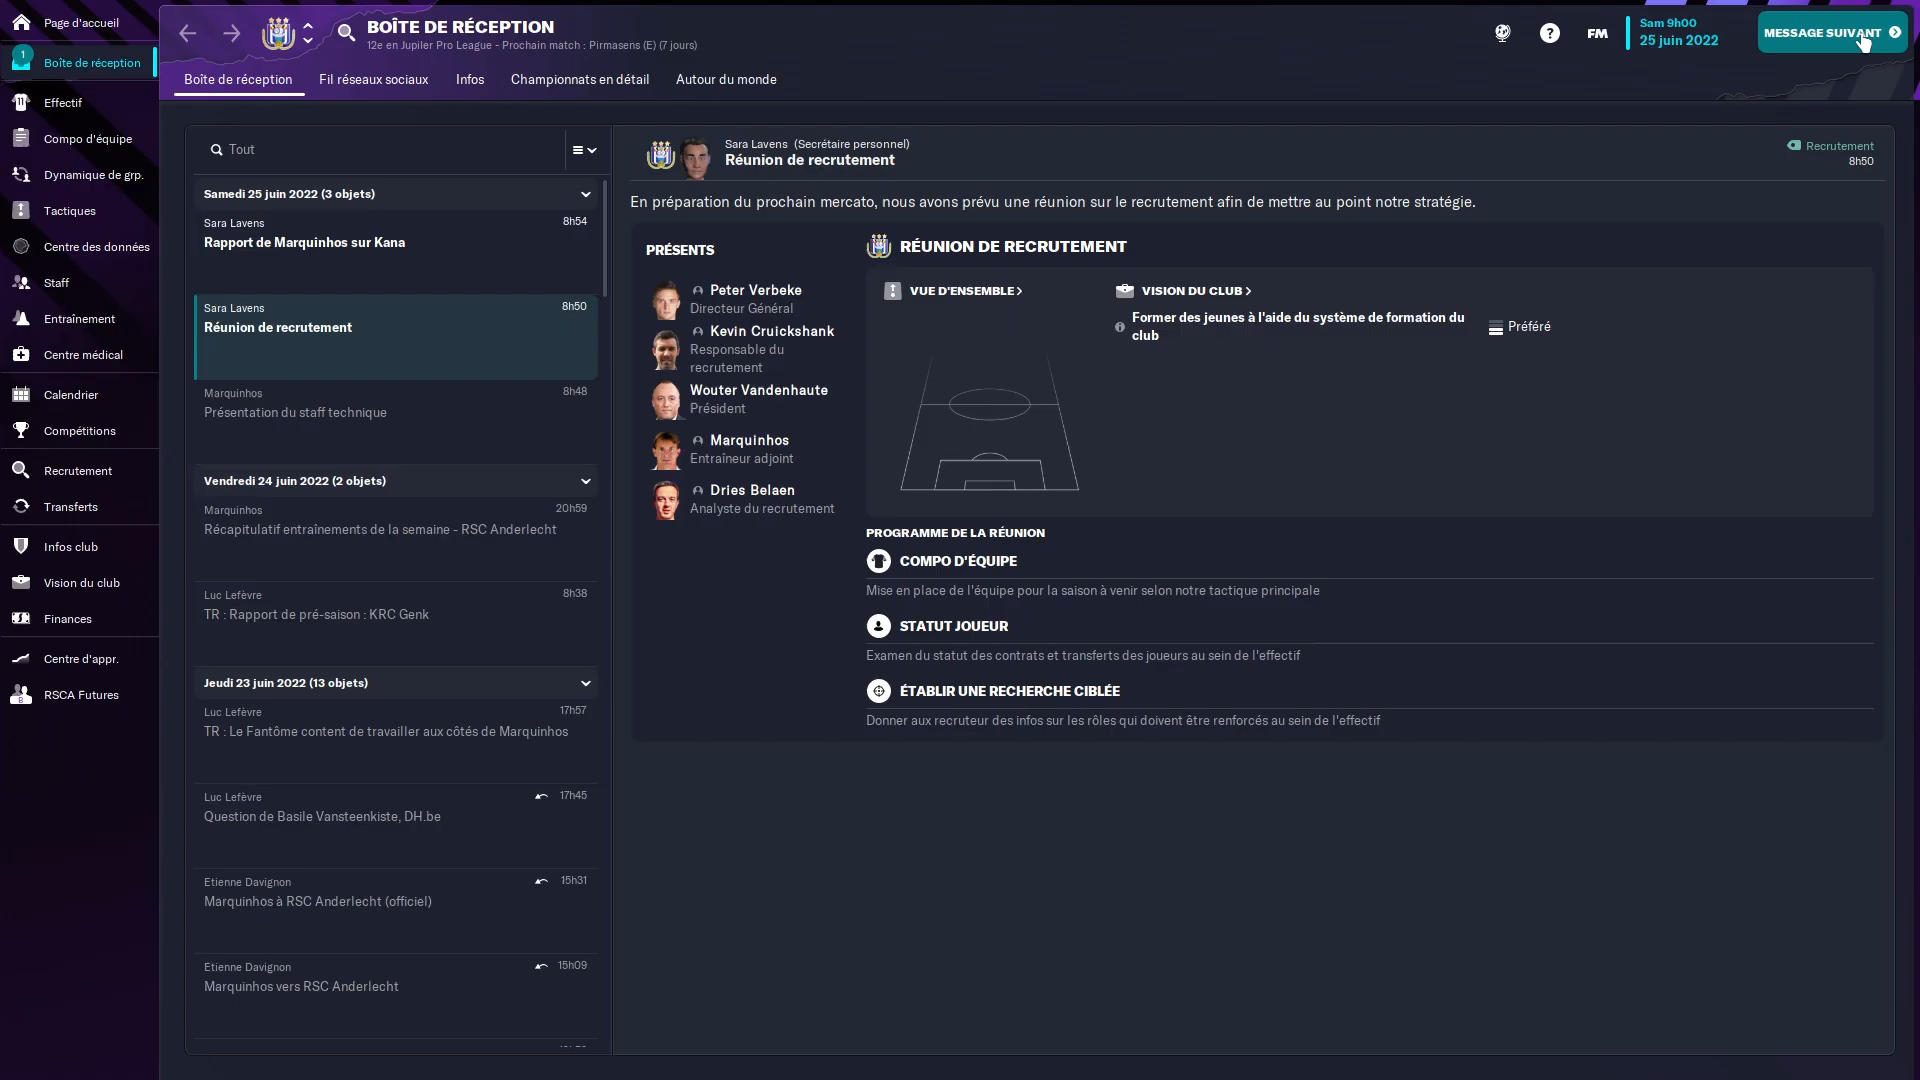 Page d'accueil
1
Boîte de réception
Effectif
Compo d'équipe
Dynamique de grp.
Tactiques
Centre des données
Staff
Entraînement
Centre médical
Calendrier
Compétitions
Recrutement
Transferts
Infos club
Vision du club
Finances
Centre d'appr.
RSCA Futures
BOÎTE DE RÉCEPTION
12e en Jupiler Pro League - Prochain match : Pirmasens (E) (7 jours)
FM
Sam 9h00
25 juin 2022
MESSAGE SUIVANT
Boîte de réception
Fil réseaux sociaux
Infos
Championnats en détail
Autour du monde
Tout
Samedi 25 juin 2022 (3 objets)
Sara Lavens 8h54
Rapport de Marquinhos sur Kana
Sara Lavens 8h50
Réunion de recrutement
Marquinhos 8h48
Présentation du staff technique
Vendredi 24 juin 2022 (2 objets)
Marquinhos 20h59
Récapitulatif entraînements de la semaine - RSC Anderlecht
Luc Lefèvre 8h38
TR : Rapport de pré-saison : KRC Genk
Jeudi 23 juin 2022 (13 objets)
Luc Lefèvre 17h57
TR : Le Fantôme content de travailler aux côtés de Marquinhos
Luc Lefèvre 17h45
Question de Basile Vansteenkiste, DH.be
Etienne Davignon 15h31
Marquinhos à RSC Anderlecht (officiel)
Etienne Davignon 15h09
Marquinhos vers RSC Anderlecht
Sara Lavens (Secrétaire personnel)
Réunion de recrutement
Recrutement
8h50
En préparation du prochain mercato, nous avons prévu une réunion sur le recrutement afin de mettre au point notre stratégie.
PRÉSENTS
Peter Verbeke
Directeur Général
Kevin Cruickshank
Responsable du
recrutement
Wouter Vandenhaute
Président
Marquinhos
Entraîneur adjoint
Dries Belaen
Analyste du recrutement
RÉUNION DE RECRUTEMENT
VUE D'ENSEMBLE
VISION DU CLUB
Former des jeunes à l'aide du système de formation du
club
Préféré
PROGRAMME DE LA RÉUNION
COMPO D'ÉQUIPE
Mise en place de l'équipe pour la saison à venir selon notre tactique principale
STATUT JOUEUR
Examen du statut des contrats et transferts des joueurs au sein de l'effectif
ÉTABLIR UNE RECHERCHE CIBLÉE
Donner aux recruteur des infos sur les rôles qui doivent être renforcés au sein de l'effectif